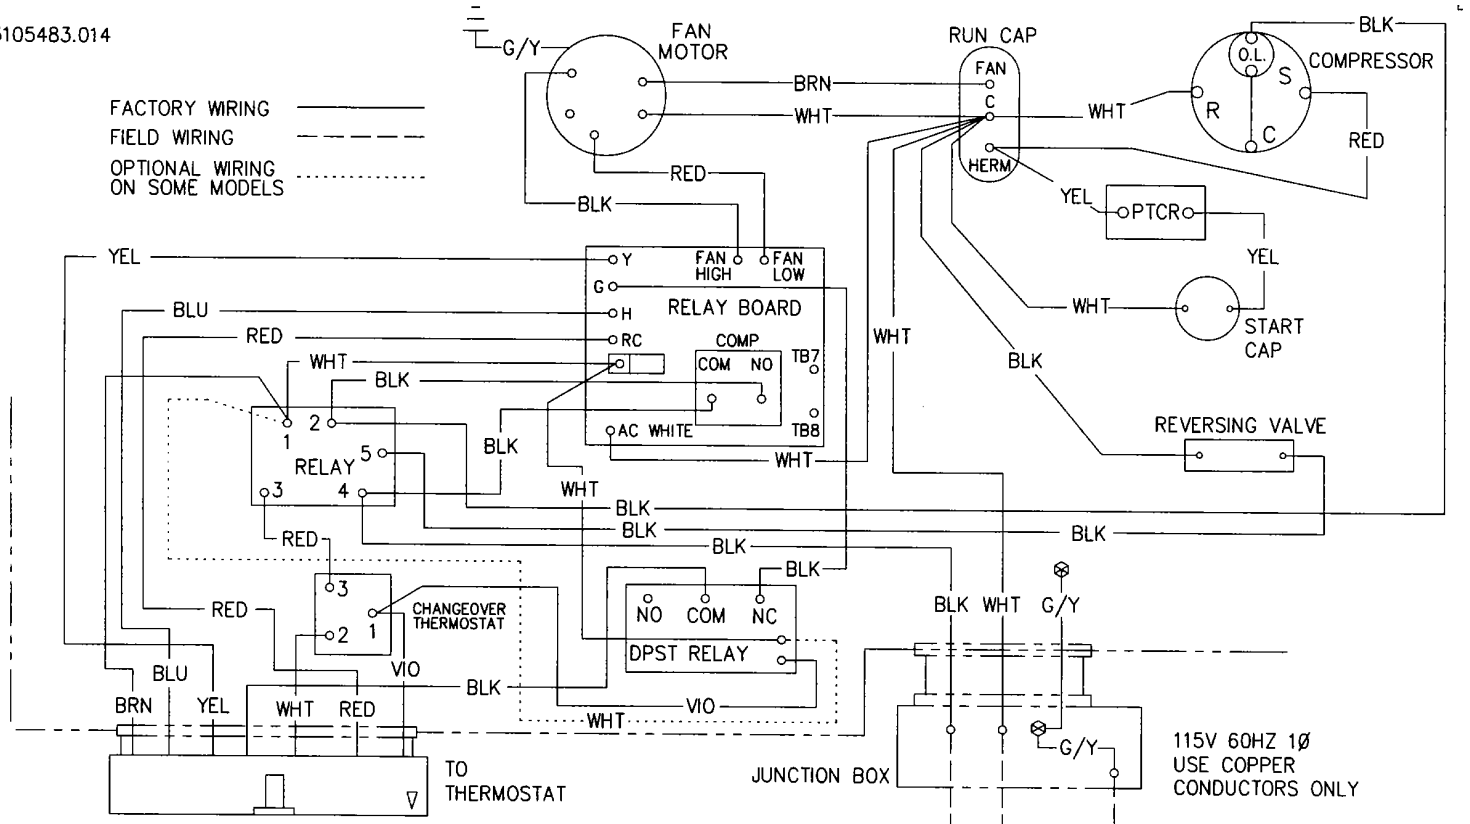 105483.014
FAN
MOTOR
G/Y
RUN CAP
FAN
C
HERM
BLK
O.L.
COMPRESSOR
S
R
C
BRN
WHT
WHT
RED
FACTORY WIRING
FIELD WIRING
OPTIONAL WIRING
ON SOME MODELS
RED
BLK
YEL
PTCR
YEL
WHT
START
CAP
YEL
BLU
RED
WHT
BLK
Y
FAN
HIGH
FAN
LOW
G
H
RELAY BOARD
RC
COMP
COM NO
TB7
TB8
AC WHITE
WHT
WHT
BLK
REVERSING VALVE
1
2
5
RELAY
3
4
BLK
WHT
BLK
BLK
BLK
BLK
RED
BLK
3
1
2
CHANGEOVER
THERMOSTAT
RED
NO COM NC
DPST RELAY
BLK WHT G/Y
VIO
BLU
BLK
BRN
YEL
WHT
RED
VIO
WHT
G/Y
TO
THERMOSTAT
JUNCTION BOX
115V 60HZ 1Ø
USE COPPER
CONDUCTORS ONLY